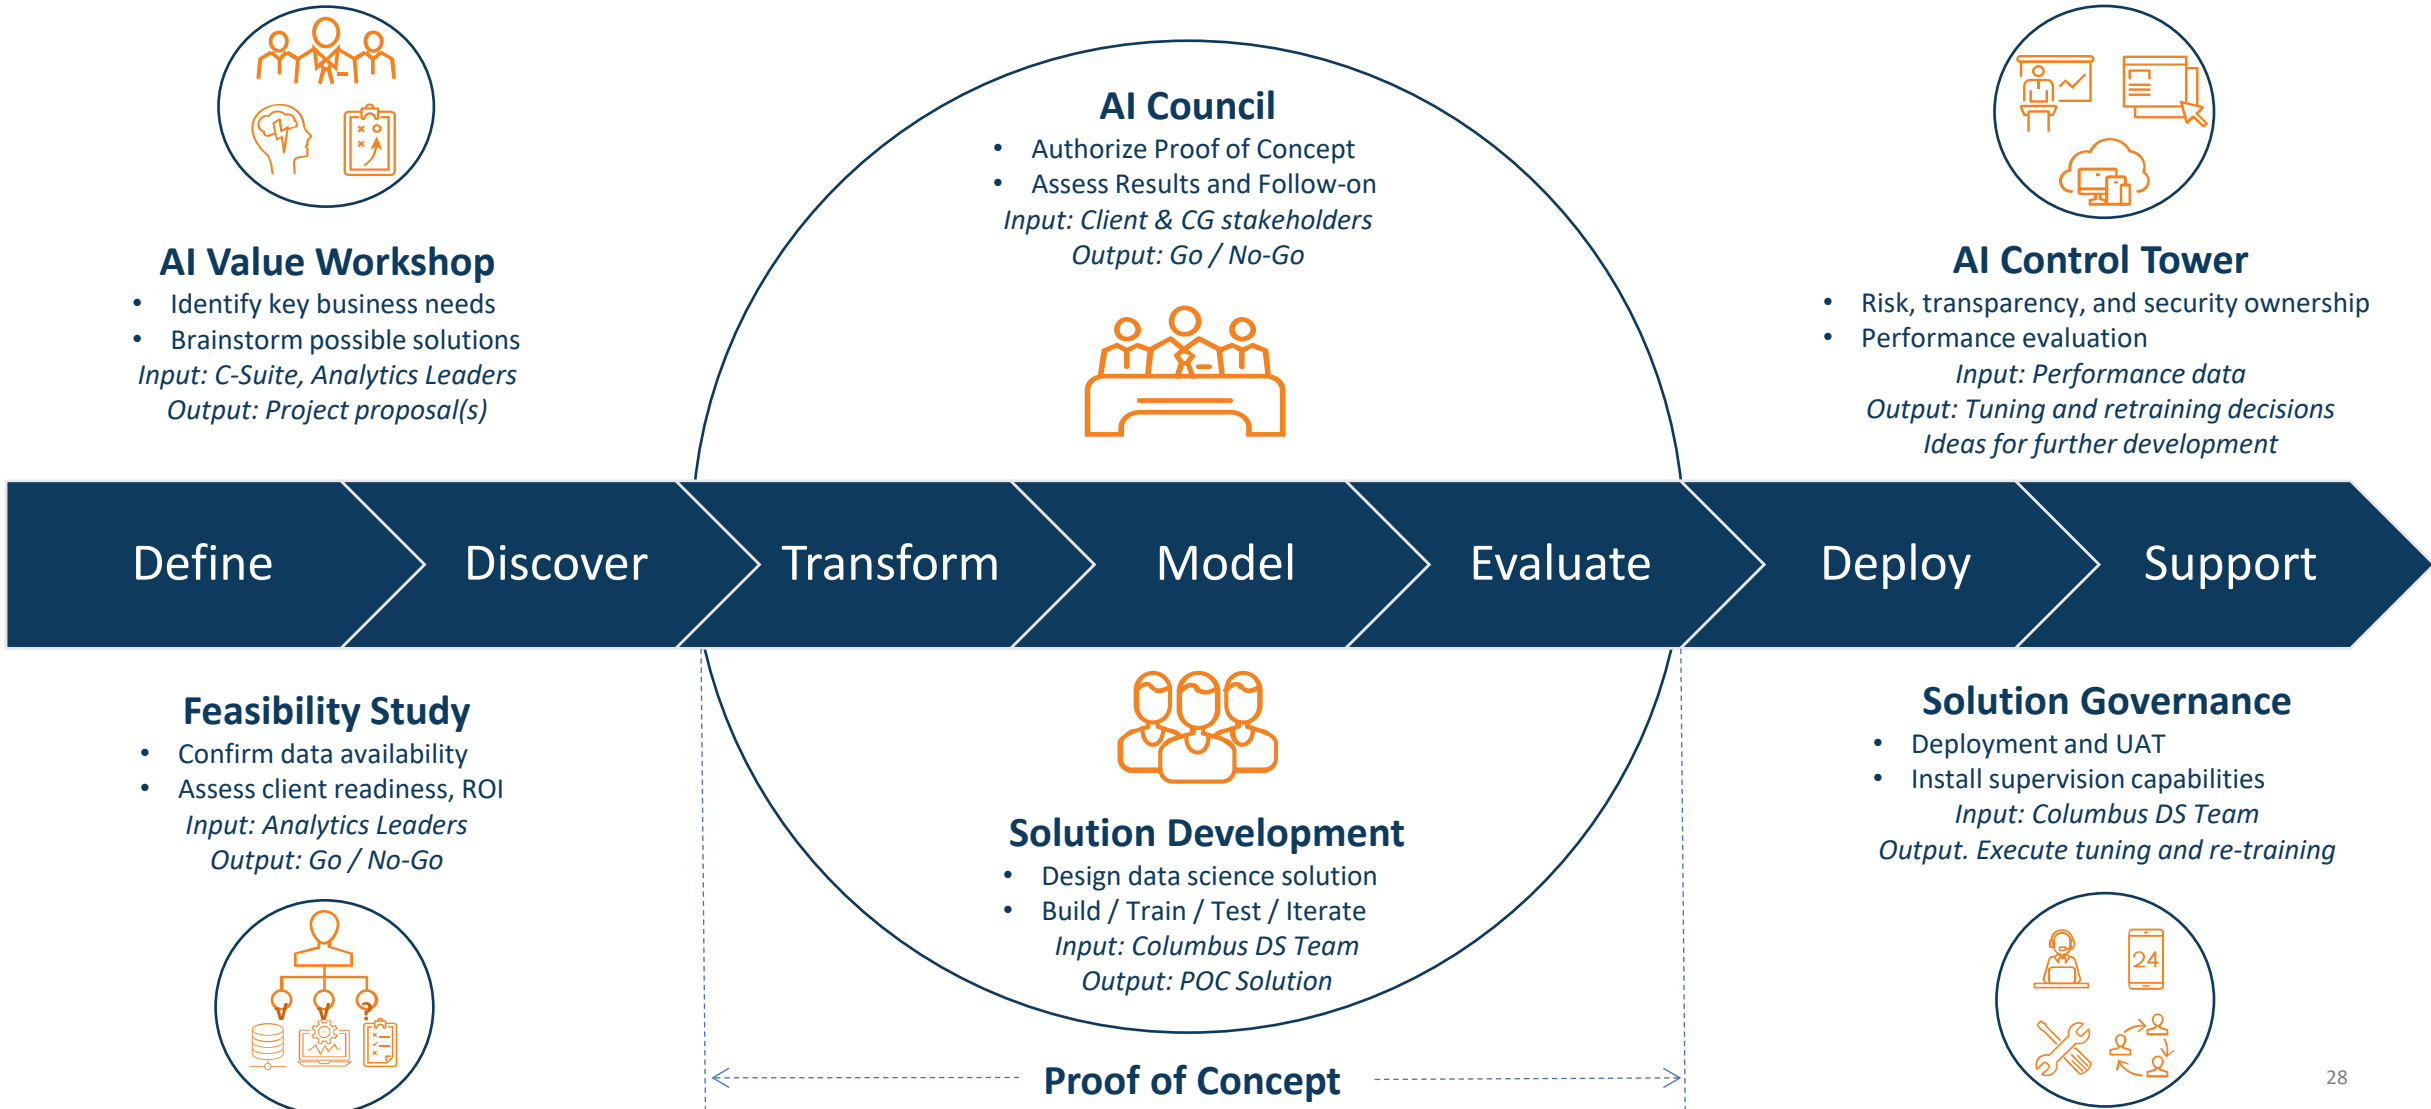 AI Value Workshop
• Identify key business needs
• Brainstorm possible solutions
Input: C-Suite, Analytics Leaders
Output: Project proposal(s)
AI Council
• Authorize Proof of Concept
• Assess Results and Follow-on
Input: Client & CG stakeholders
Output: Go / No-Go
AI Control Tower
• Risk, transparency, and security ownership
• Performance evaluation
Input: Performance data
Output: Tuning and retraining decisions
Ideas for further development
Define
Discover
Transform
Model
Evaluate
Deploy
Support
Feasibility Study
• Confirm data availability
• Assess client readiness, ROI
Input: Analytics Leaders
Output: Go / No-Go
?
Solution Development
• Design data science solution
• Build / Train / Test / Iterate
Input: Columbus DS Team
Output: POC Solution
Proof of Concept
Solution Governance
• Deployment and UAT
• Install supervision capabilities
Input: Columbus DS Team
Output. Execute tuning and re-training
24
28